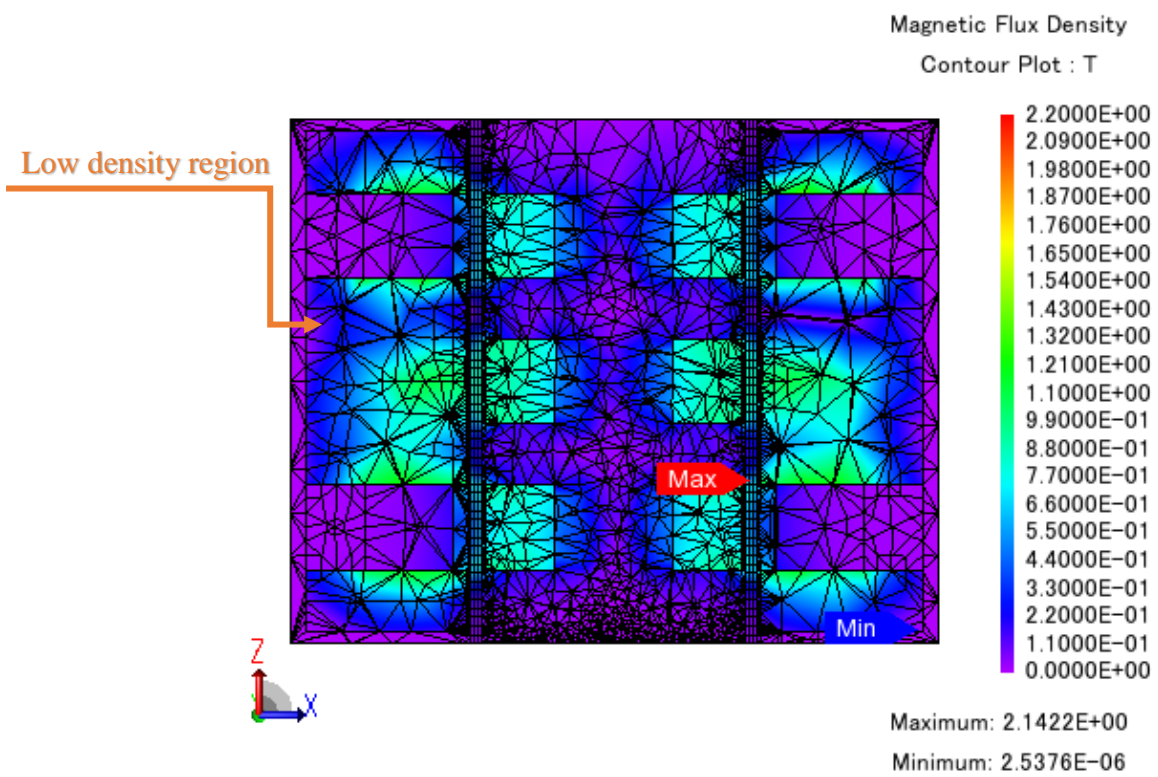 Magnetic Flux Density
Contour Plot : T
Low density region
2.2000E+00
2.0900E+00
1.9800E+00
1.8700E+00
1.7600E+00
1.6500E+00
1.5400E+00
1.4300E+00
1.3200E+00
1.2100E+00
1.1000E+00
9.9000E-01
8.8000E-01
7.7000E-01
6.6000E-01
5.5000E-01
4.4000E-01
3.3000E-01
2.2000E-01
1.1000E-01
0.0000E+00
Max
Min
Z
X
Maximum: 2.1422E+00
Minimum: 2.5376E-06